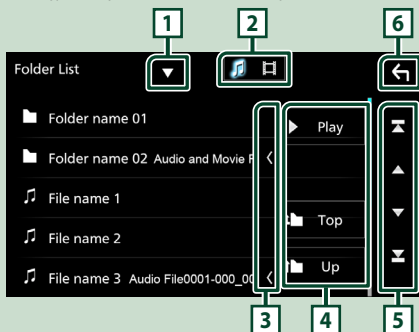 1
2
6
Folder List
Folder name 01
Play
Folder name 02 Audio and Movie F
File name 1
File name 2
Top
File name 3 Audio File0001-000_00
Up
3
4
5